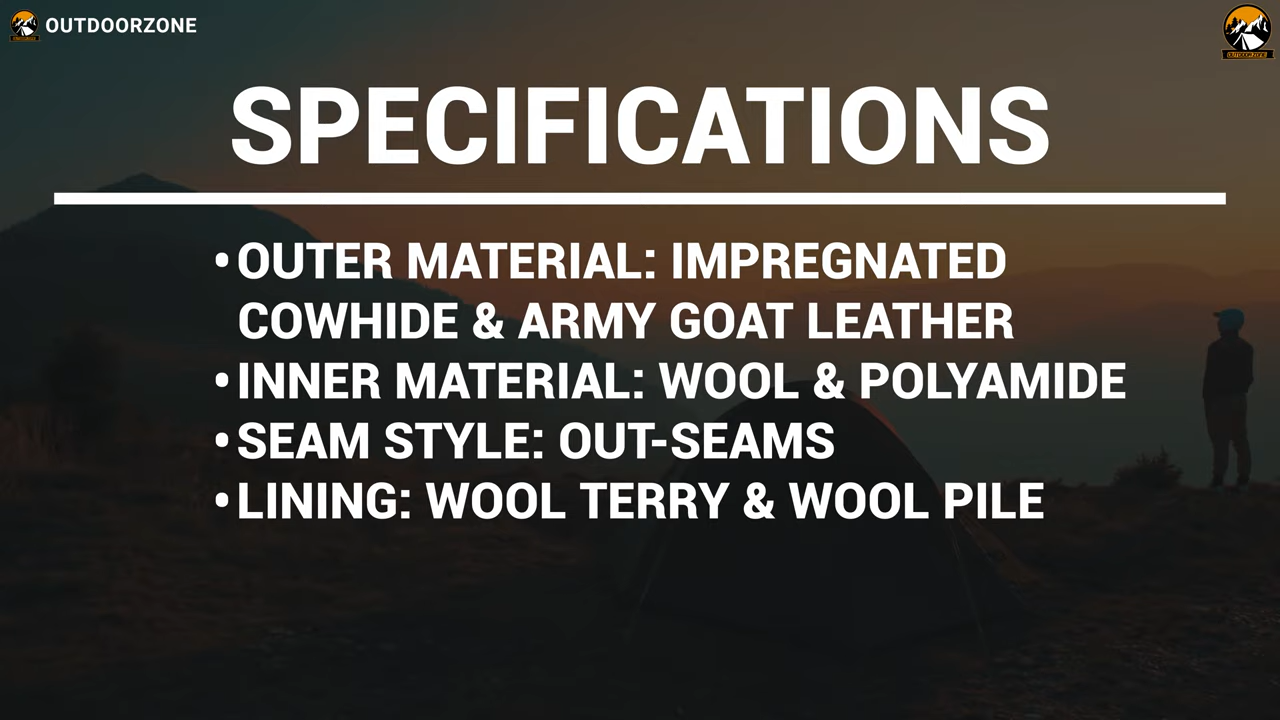 OUTDOORZONE
SPECIFICATIONS
• OUTER MATERIAL: IMPREGNATED
COWHIDE & ARMY GOAT LEATHER
• INNER MATERIAL: WOOL & POLYAMIDE
• SEAM STYLE: OUT-SEAMS
• LINING: WOOL TERRY & WOOL PILE